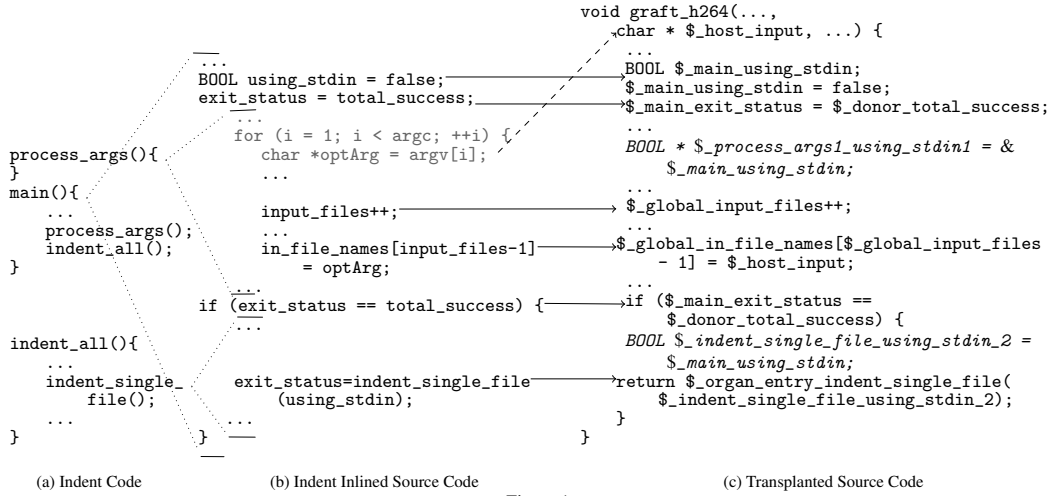 process_args(){
}
main(){
...
process_args();
indent_all();
}
indent_all(){
...
indent_single_
file();
...
}
(a) Indent Code
...
BOOL using_stdin = false;
exit_status = total_success;
...
for (i = 1; i < argc; ++i) {
char *optArg = argv[i];
...
input_files++;
...
in_file_names[input_files-1]
= optArg;
...
if (exit_status == total_success) {
...
exit_status=indent_single_file
(using_stdin);
...
}
(b) Indent Inlined Source Code
void graft_h264(...,
char * $_host_input, ...) {
...
BOOL $_main_using_stdin;
$_main_using_stdin = false;
$_main_exit_status = $_donor_total_success;
...
BOOL * $_process_args1_using_stdin1 = &
$_main_using_stdin;
...
$_global_input_files++;
...
$_global_in_file_names[$_global_input_files
- 1] = $_host_input;
...
if ($_main_exit_status ==
$_donor_total_success) {
BOOL $_indent_single_file_using_stdin_2 =
$_main_using_stdin;
return $_organ_entry_indent_single_file(
$_indent_single_file_using_stdin_2);
}
}
(c) Transplanted Source Code